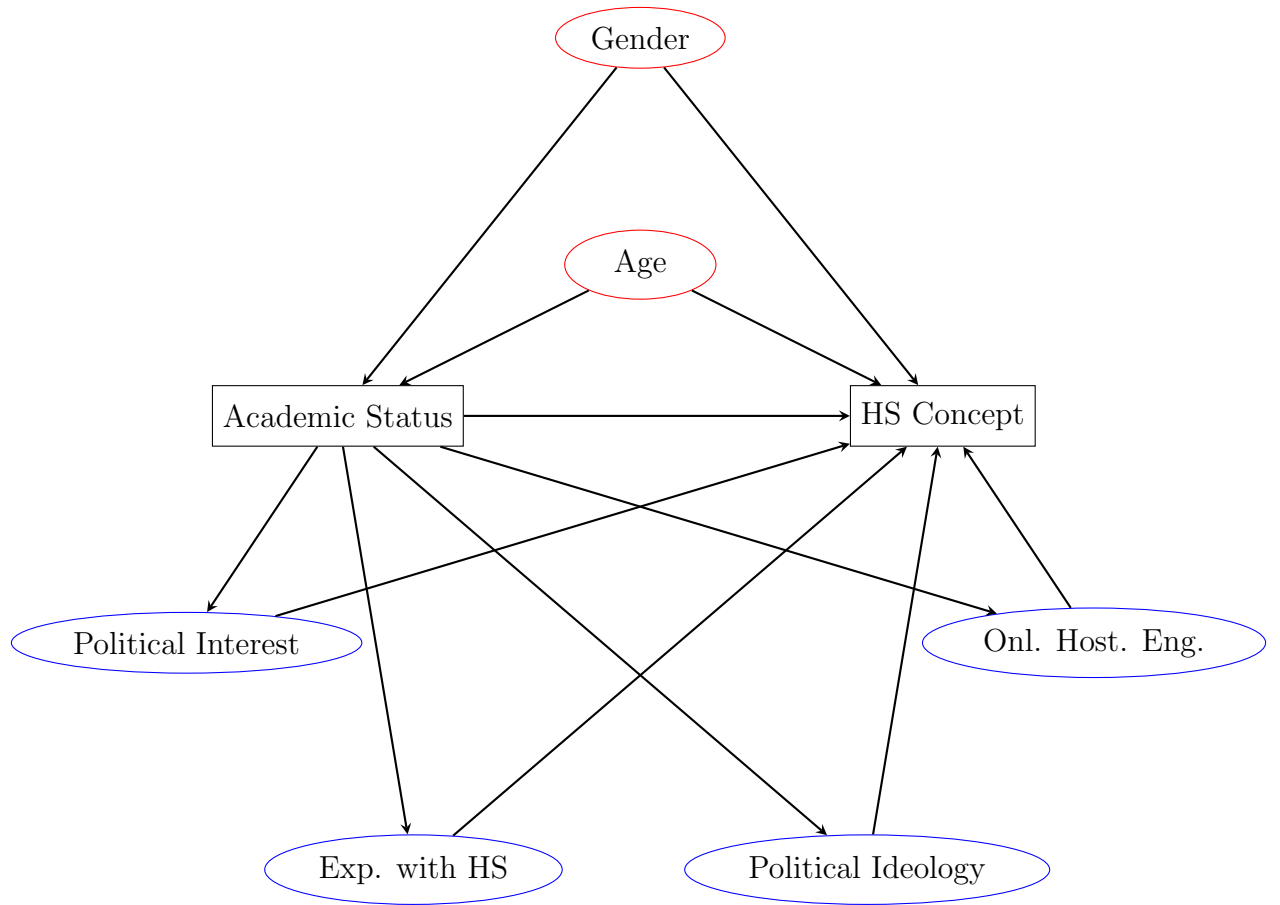 Gender
Age
Academic Status
HS Concept
Political Interest
Onl. Host. Eng.
Exp. with HS
Political Ideology